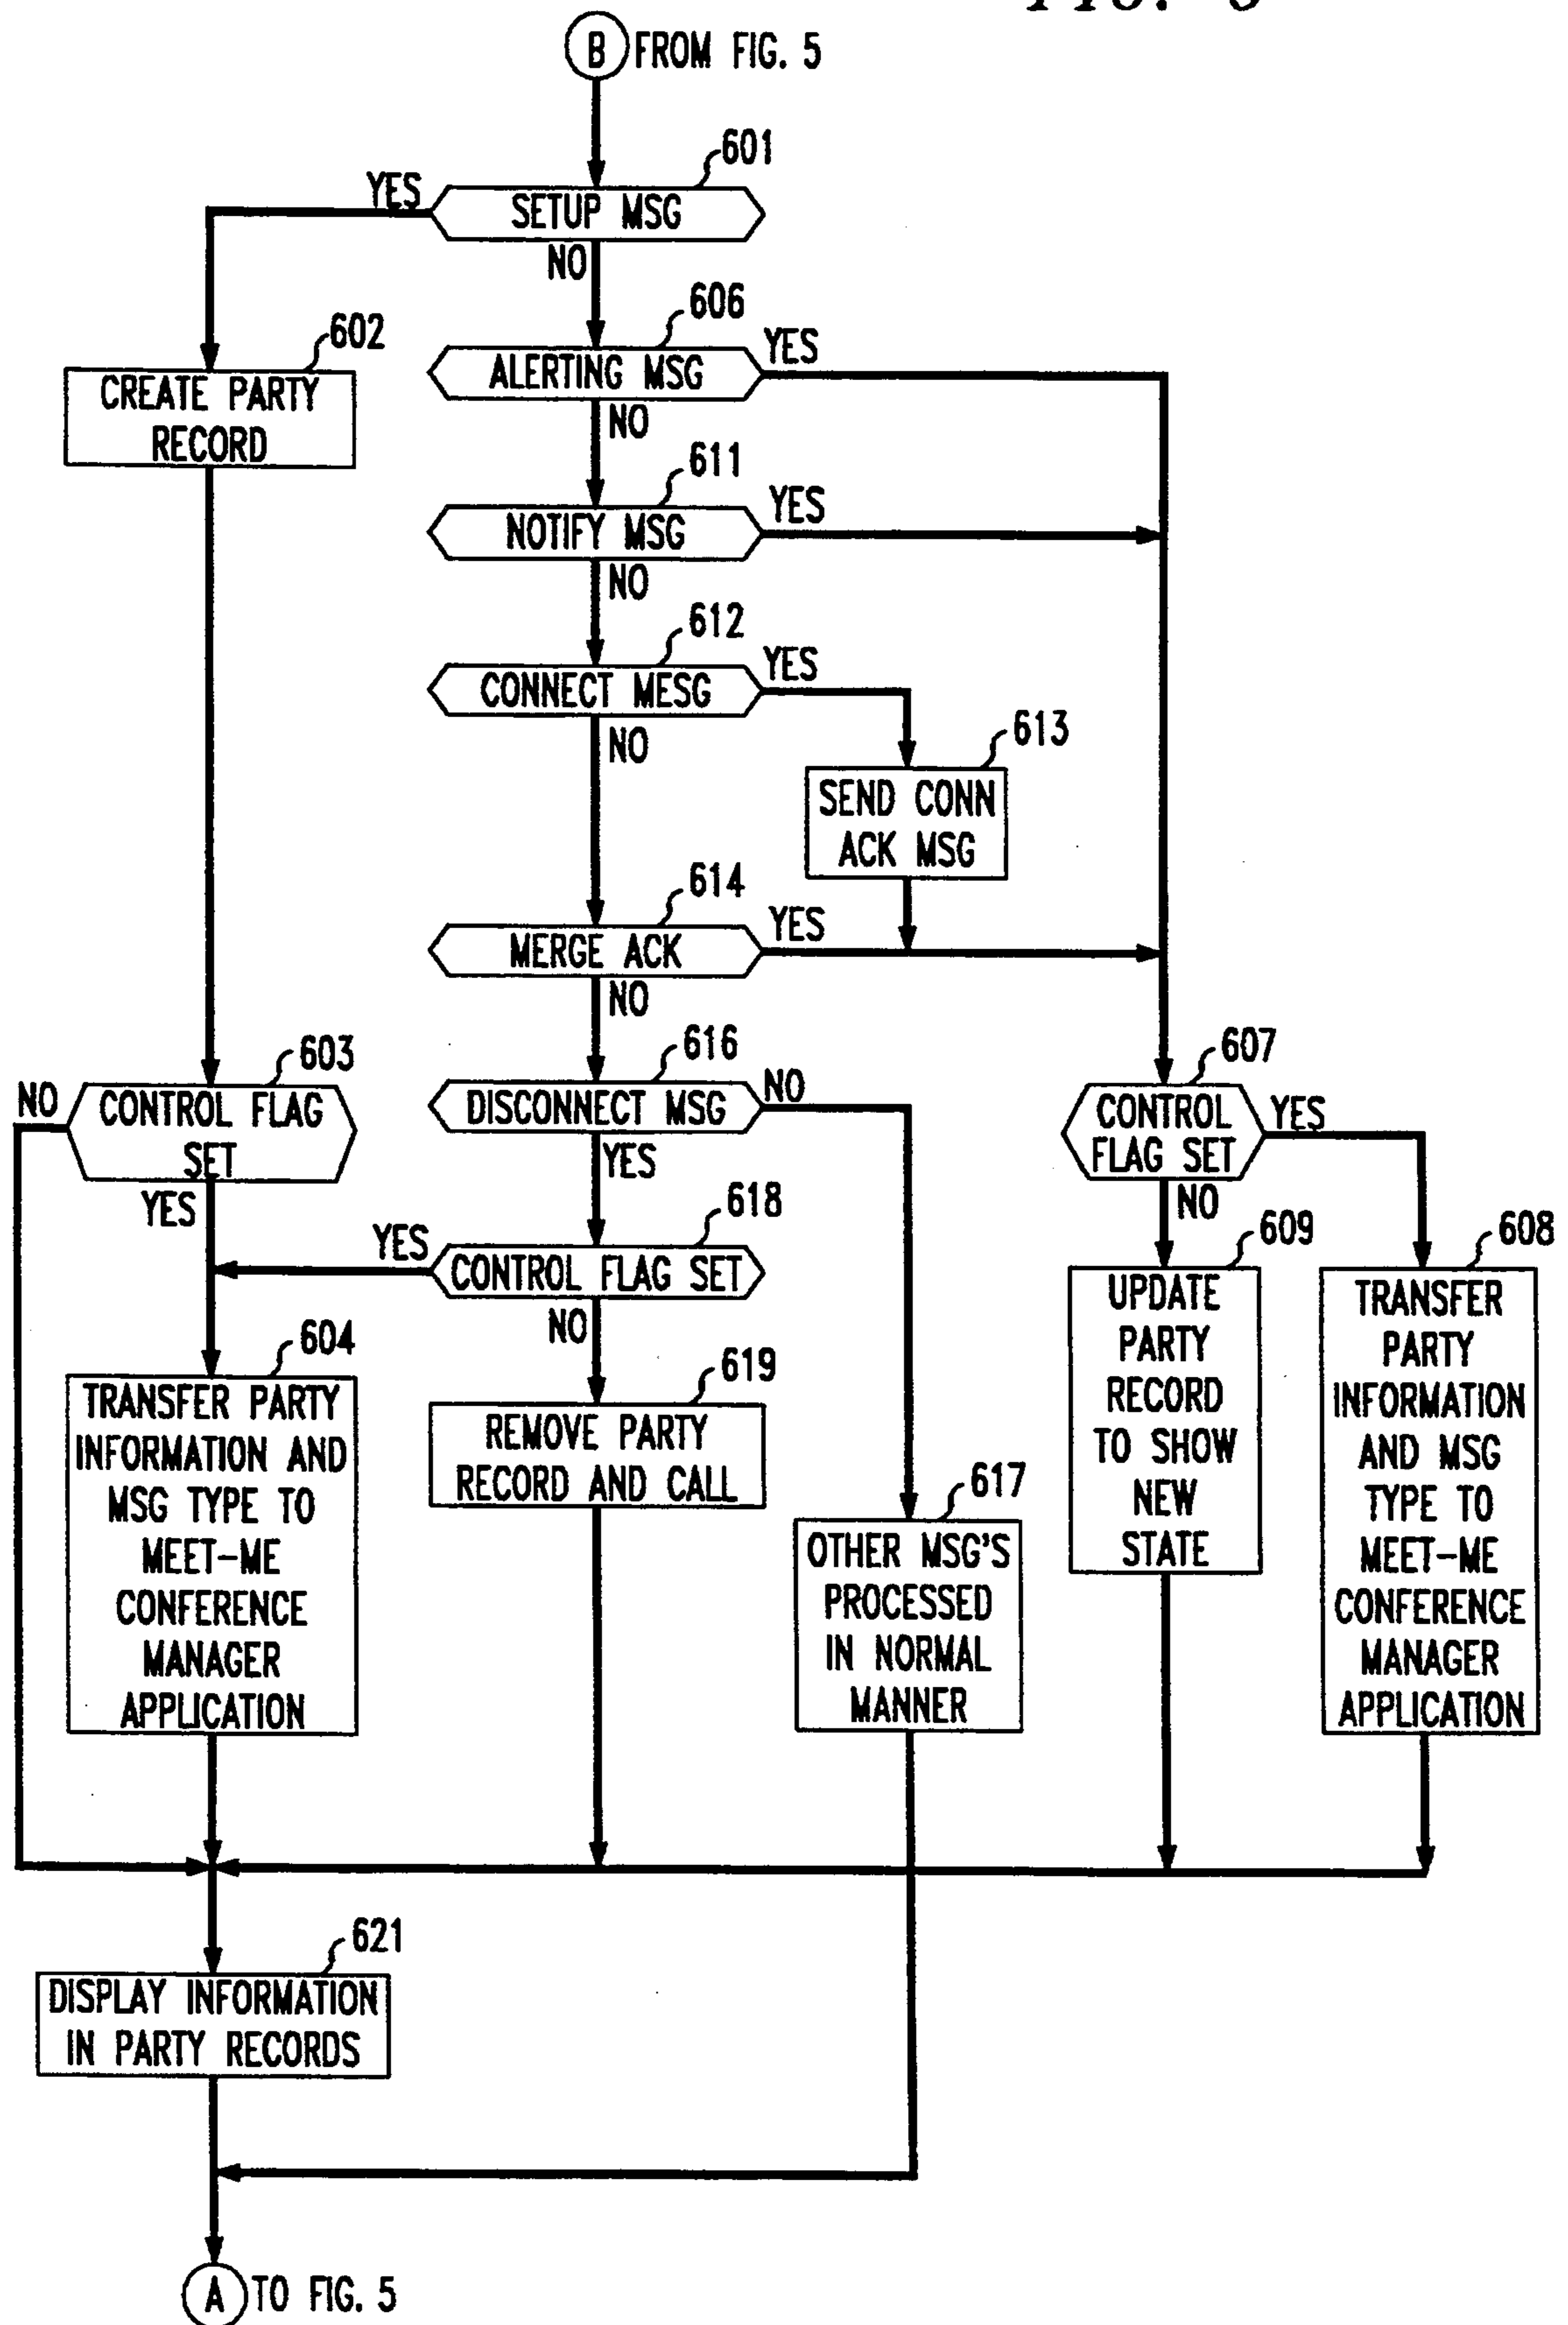 B FROM FIG. 5
601
YES
SETUP MSG
NO
606
602
ALERTING MSG
YES
CREATE PARTY
RECORD
NO
611
NOTIFY MSG
YES
NO
612
CONNECT MESG
YES
NO
613
SEND CONN
ACK MSG
614
MERGE ACK
YES
NO
603
NO
CONTROL FLAG
SET
YES
616
DISCONNECT MSG
NO
YES
607
CONTROL
FLAG SET
YES
NO
618
YES
CONTROL FLAG SET
NO
604
TRANSFER PARTY
INFORMATION AND
MSG TYPE TO
MEET-ME
CONFERENCE
MANAGER
APPLICATION
619
REMOVE PARTY
RECORD AND CALL
617
OTHER MSG'S
PROCESSED
IN NORMAL
MANNER
609
UPDATE
PARTY
RECORD
TO SHOW
NEW
STATE
608
TRANSFER
PARTY
INFORMATION
AND MSG
TYPE TO
MEET-ME
CONFERENCE
MANAGER
APPLICATION
621
DISPLAY INFORMATION
IN PARTY RECORDS
A TO FIG. 5